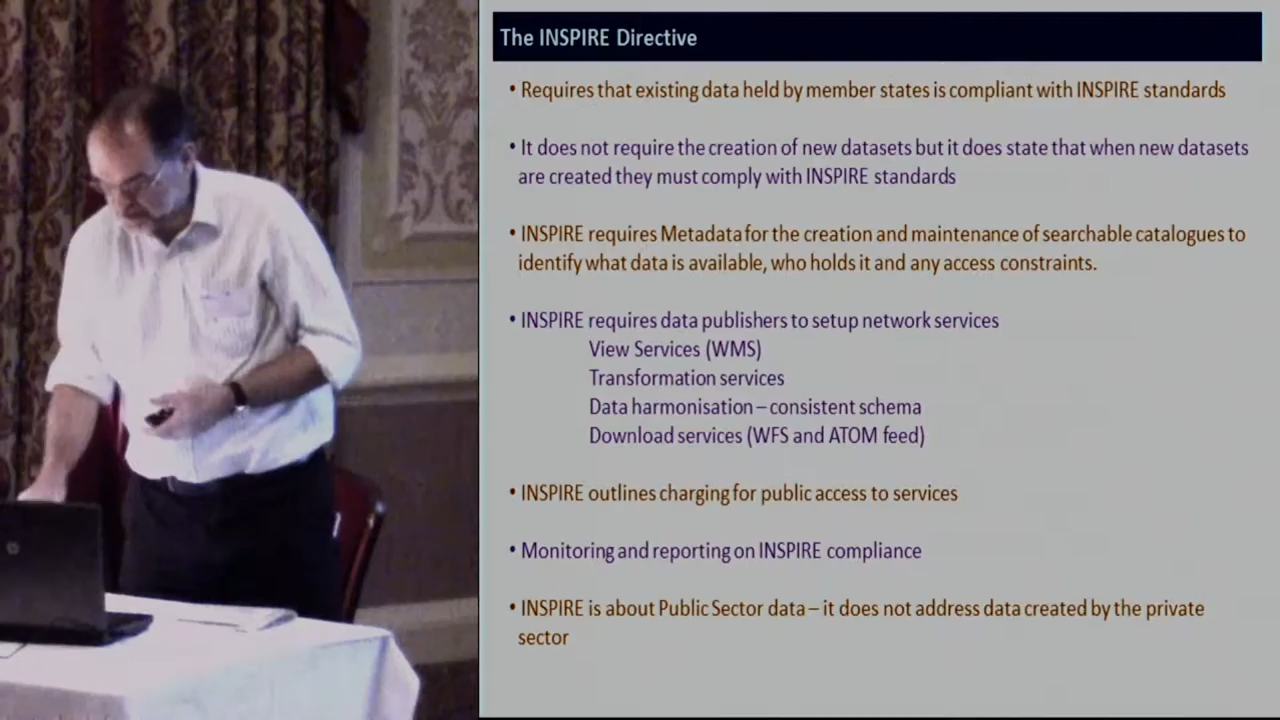 The INSPIRE Directive
• Requires that existing data held by member states is compliant with INSPIRE standards
• It does not require the creation of new datasets but it does state that when new datasets
are created they must comply with INSPIRE standards
• INSPIRE requires Metadata for the creation and maintenance of searchable catalogues to
identify what data is available, who holds it and any access constraints.
• INSPIRE requires data publishers to setup network services
View Services (WMS)
Transformation services
Data harmonisation – consistent schema
Download services (WFS and ATOM feed)
• INSPIRE outlines charging for public access to services
• Monitoring and reporting on INSPIRE compliance
• INSPIRE is about Public Sector data – it does not address data created by the private
sector